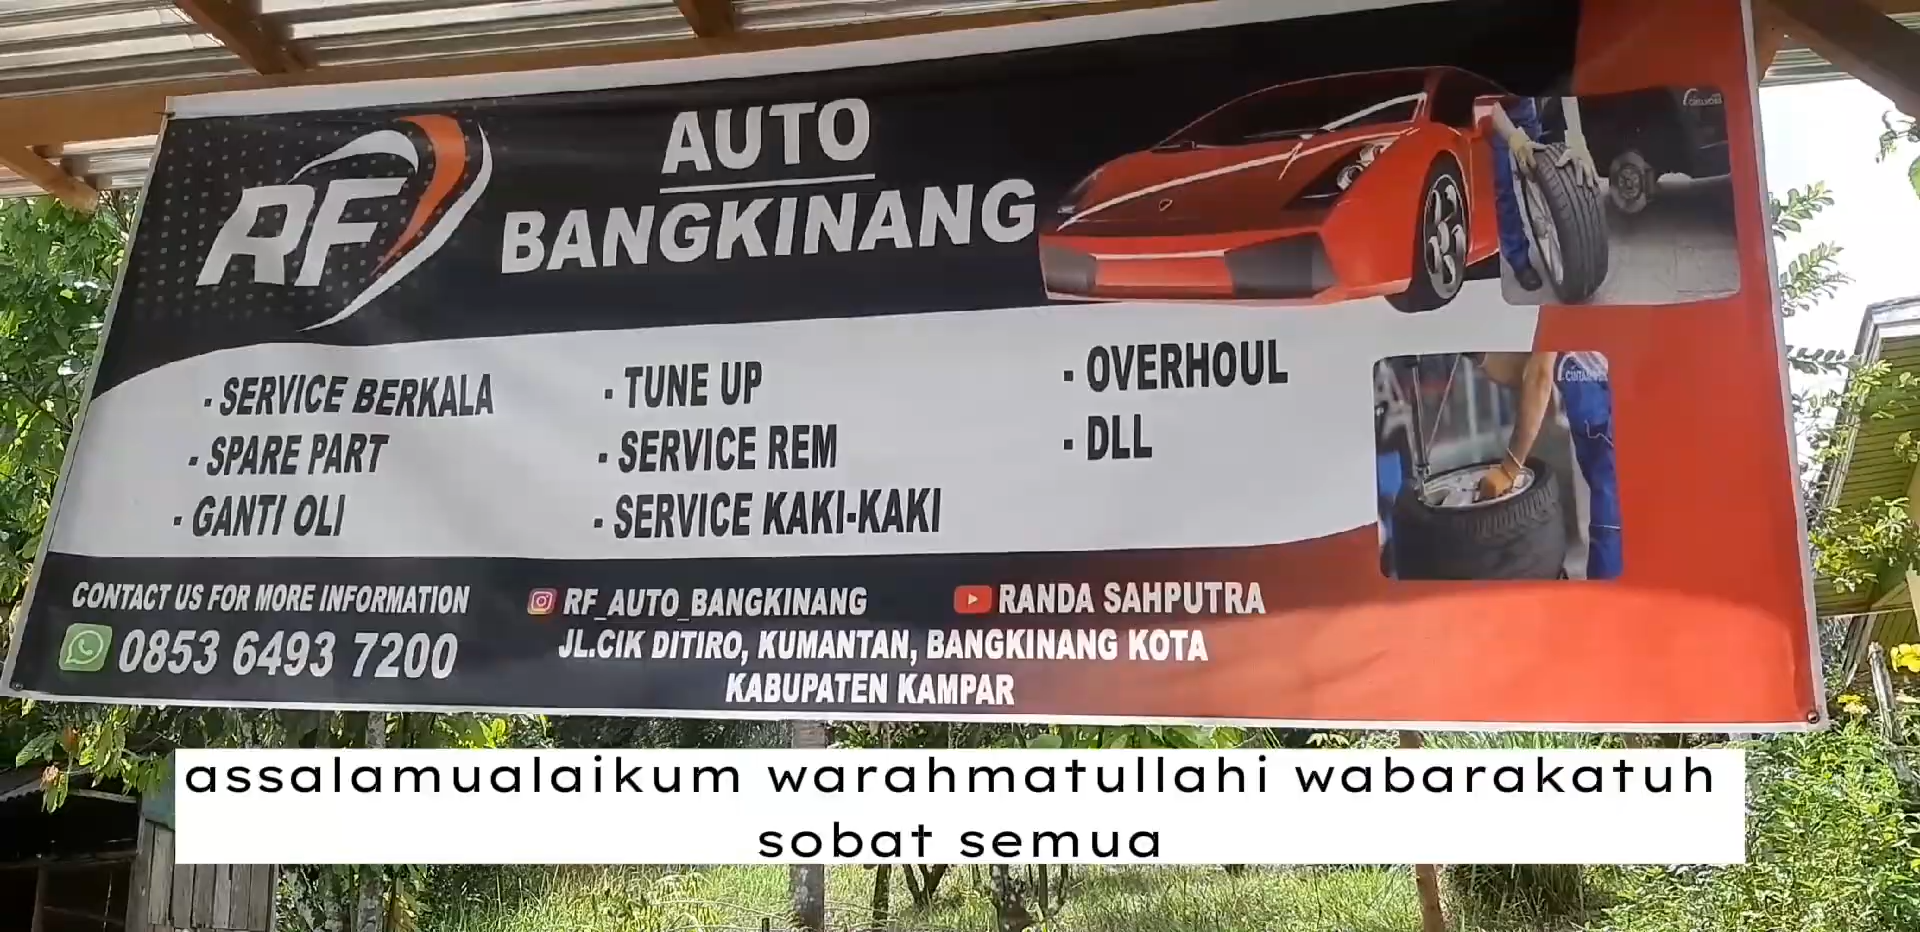 RF
AUTO
BANGKINANG
- SERVICE BERKALA
- SPARE PART
- GANTI OLI
- TUNE UP
- SERVICE REM
- SERVICE KAKI-KAKI
- OVERHOUL
- DLL
CONTACT US FOR MORE INFORMATION
0853 6493 7200
RF_AUTO_BANGKINANG
RANDA SAHPUTRA
JL.CIK DITIRO, KUMANTAN, BANGKINANG KOTA
KABUPATEN KAMPAR
assalamualaikum warahmatullahi wabarakatuh
sobat semua